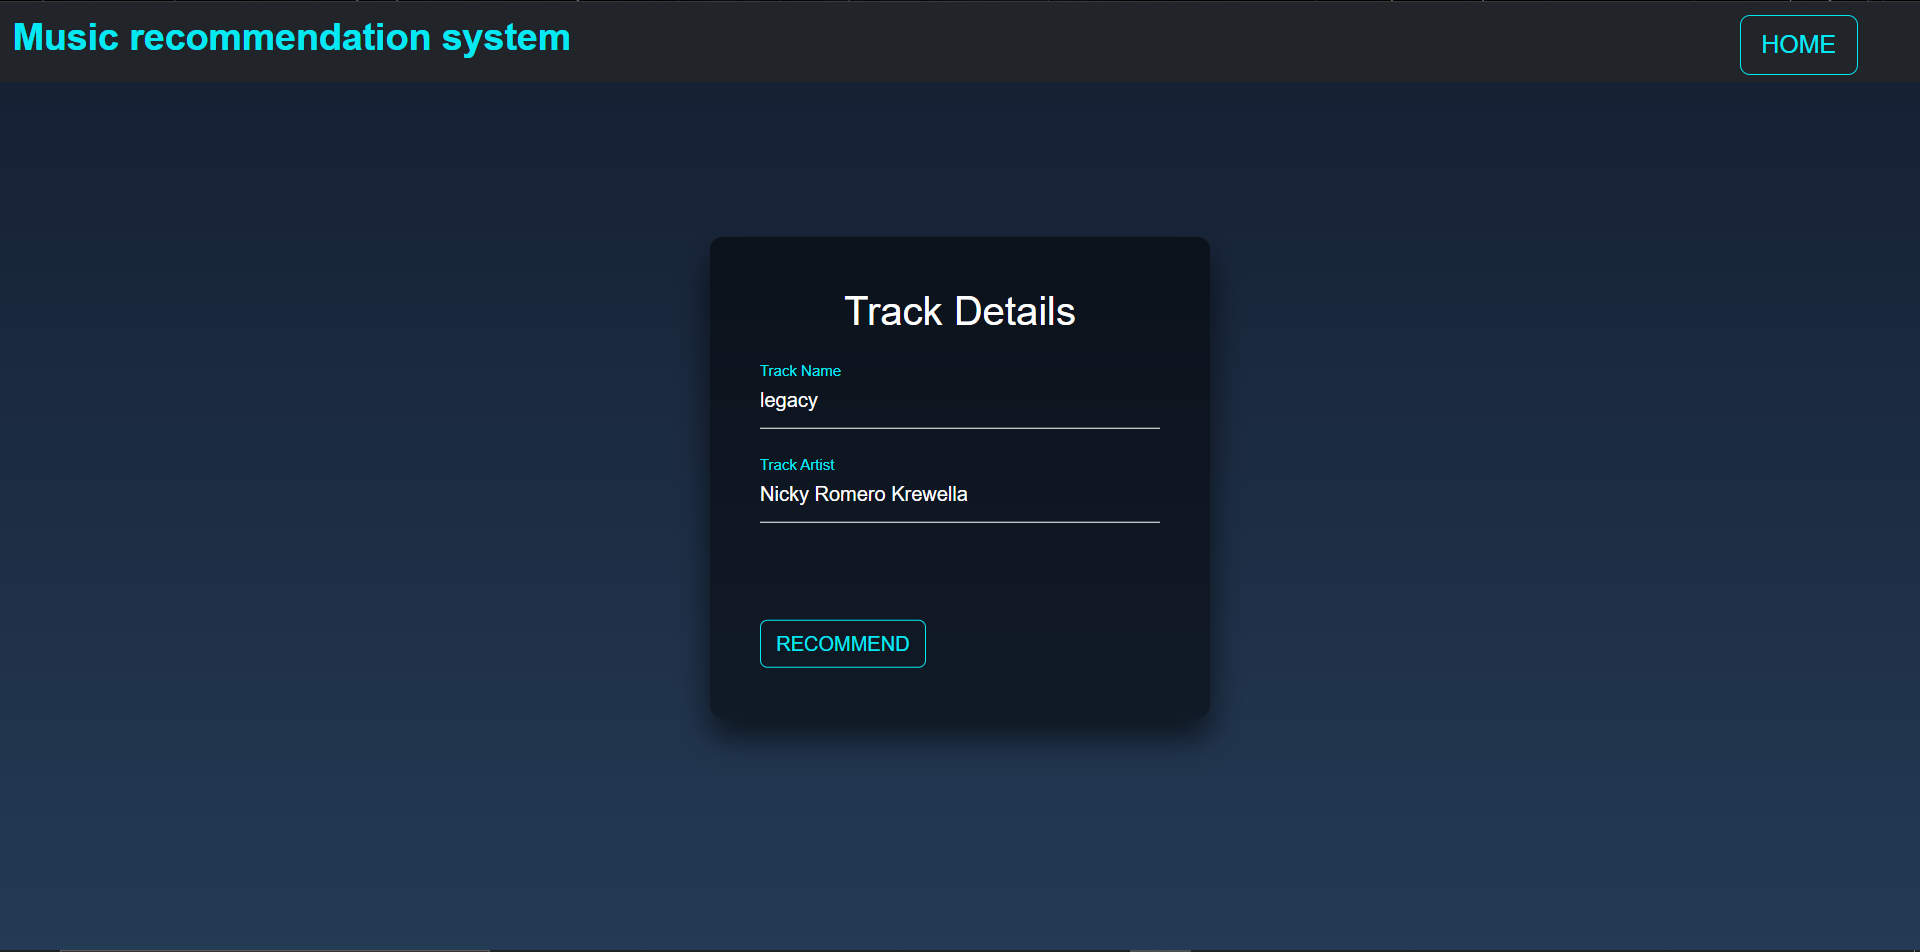 Music recommendation system
HOME
Track Details
Track Name
legacy
Track Artist
Nicky Romero Krewella
RECOMMEND